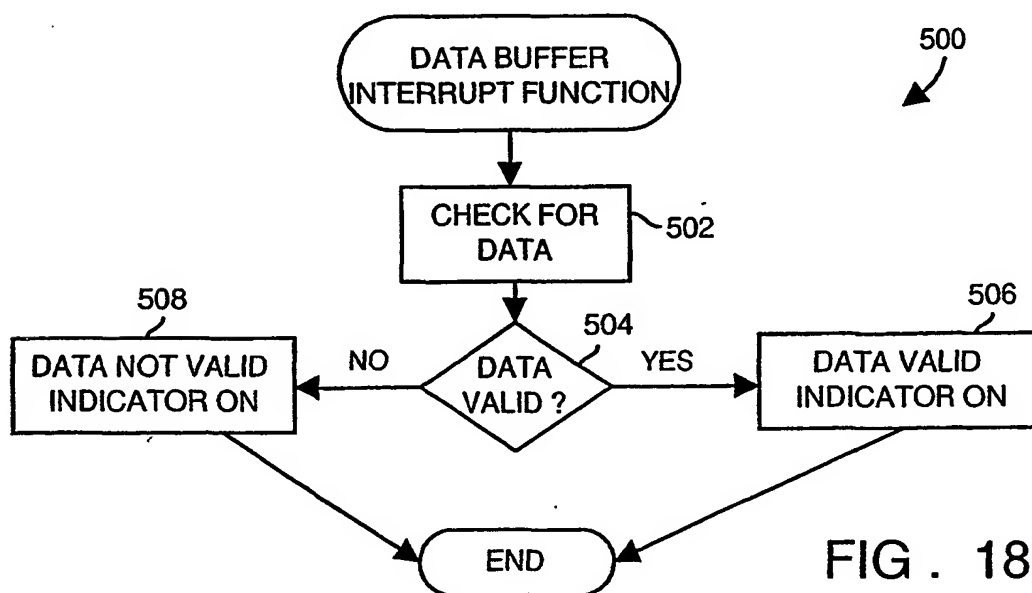 DATA BUFFER
INTERRUPT FUNCTION
500
CHECK FOR
DATA
502
508
504
506
DATA NOT VALID
INDICATOR ON
NO
DATA
VALID ?
YES
DATA VALID
INDICATOR ON
END
FIG . 18